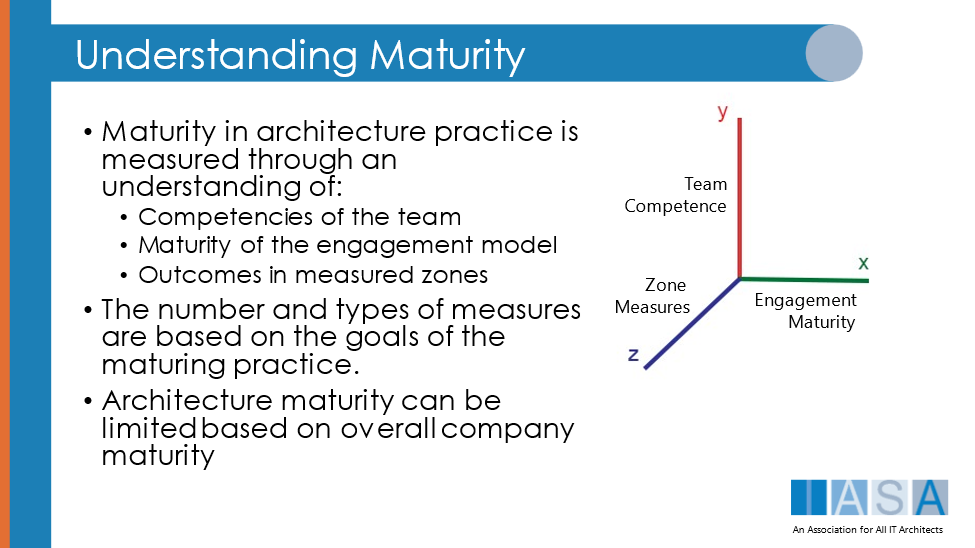 Understanding Maturity
• Maturity in architecture practice is
measured through an
understanding of:
• Competencies of the team
• Maturity of the engagement model
• Outcomes in measured zones
• The number and types of measures
are based on the goals of the
maturing practice.
• Architecture maturity can be
limited based on overall company
maturity
y
Team
Competence
x
Zone
Measures
Engagement
Maturity
z
IASA
An Association for All IT Architects